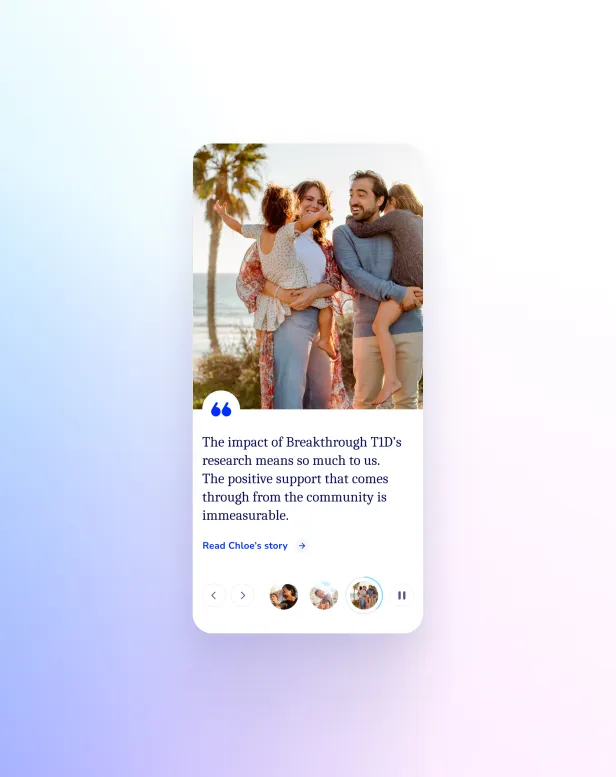 The impact of Breakthrough T1D’s
research means so much to us.
The positive support that comes
through from the community is
immeasurable.
Read Chloe’s story